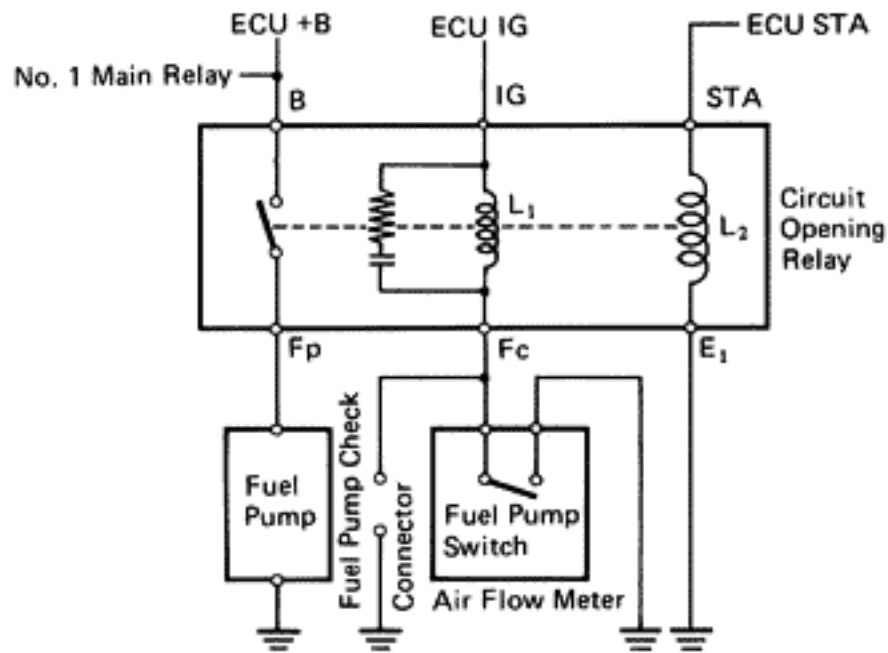 ECU +B
ECU IG
ECU STA
No. 1 Main Relay
B
IG
STA
L1
L2
Circuit
Opening
Relay
Fp
Fc
E1
Fuel
Pump
Fuel Pump Check
Connector
Fuel Pump
Switch
Air Flow Meter